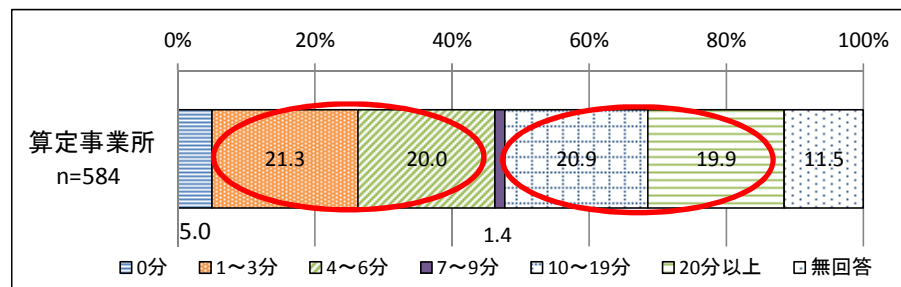 0% 20% 40% 60% 80% 100%
算定事業所
n=584
21.3 20.0 20.9 19.9 11.5
5.0 1.4
0分 1～3分 4～6分 7～9分 10～19分 20分以上 無回答